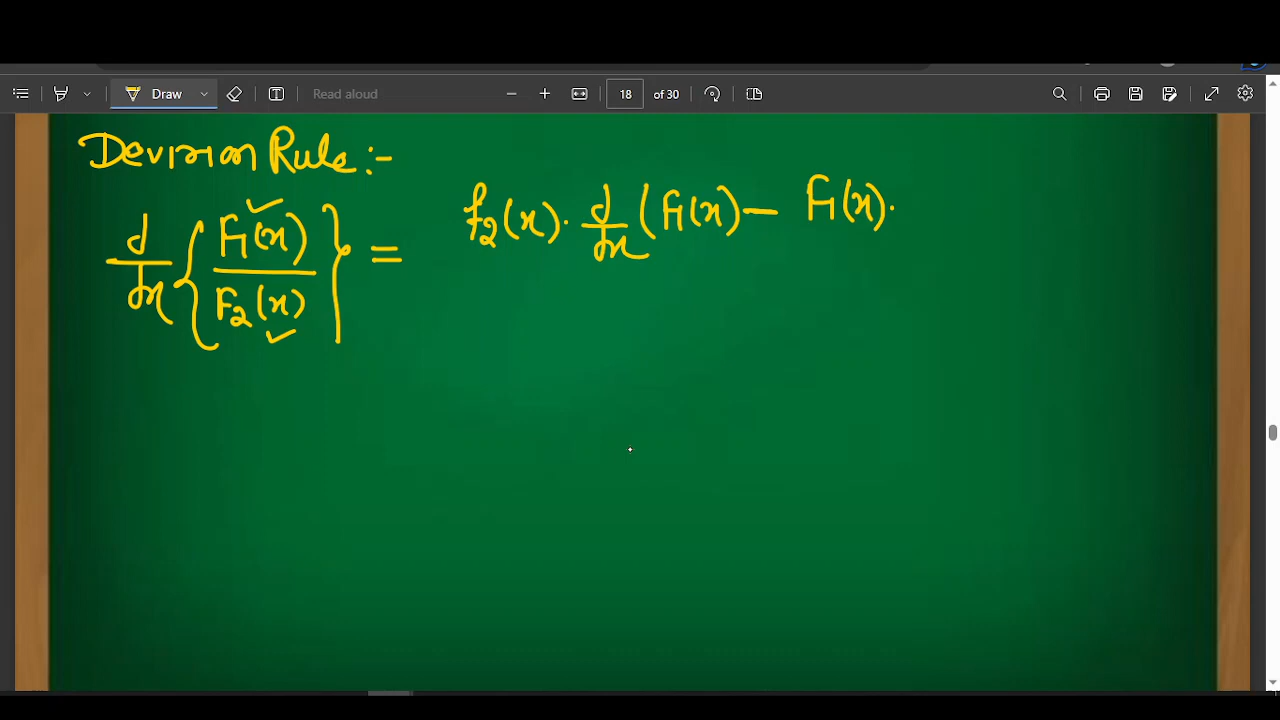 Draw
Read aloud
18 of 30
Devision Rule :-
d/dx { F1(x) / F2(x) } = f2(x) · d/dx (F1(x) — F1(x) ·